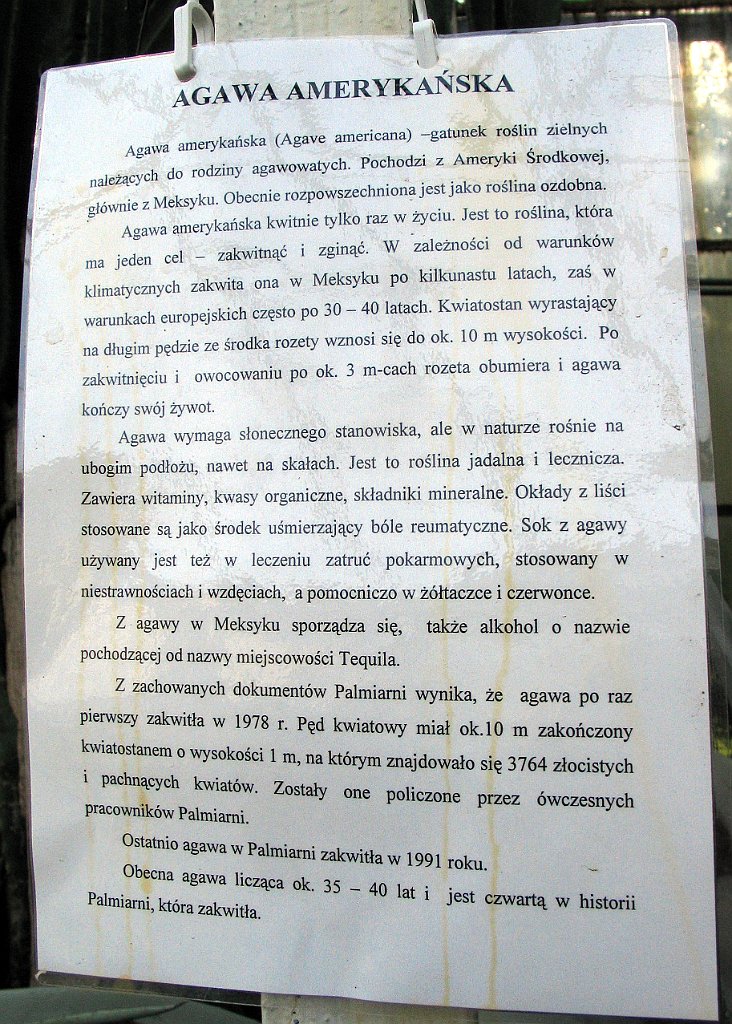 AGAWA AMERYKAŃSKA
Agawa amerykańska (Agave americana) –gatunek roślin zielnych
należących do rodziny agawowatych. Pochodzi z Ameryki Środkowej,
głównie z Meksyku. Obecnie rozpowszechniona jest jako roślina ozdobna.
Agawa amerykańska kwitnie tylko raz w życiu. Jest to roślina, która
ma jeden cel – zakwitnąć i zginąć. W zależności od warunków
klimatycznych zakwita ona w Meksyku po kilkunastu latach, zaś w
warunkach europejskich często po 30 – 40 latach. Kwiatostan wyrastający
na długim pędzie ze środka rozety wznosi się do ok. 10 m wysokości. Po
zakwitnięciu i owocowaniu po ok. 3 m-cach rozeta obumiera i agawa
kończy swój żywot.
Agawa wymaga słonecznego stanowiska, ale w naturze rośnie na
ubogim podłożu, nawet na skałach. Jest to roślina jadalna i lecznicza.
Zawiera witaminy, kwasy organiczne, składniki mineralne. Okłady z liści
stosowane są jako środek uśmierzający bóle reumatyczne. Sok z agawy
używany jest też w leczeniu zatruć pokarmowych, stosowany w
niestrawnościach i wzdęciach, a pomocniczo w żółtaczce i czerwonce.
Z agawy w Meksyku sporządza się, także alkohol o nazwie
pochodzącej od nazwy miejscowości Tequila.
Z zachowanych dokumentów Palmiarni wynika, że agawa po raz
pierwszy zakwitła w 1978 r. Pęd kwiatowy miał ok.10 m zakończony
kwiatostanem o wysokości 1 m, na którym znajdowało się 3764 złocistych
i pachnących kwiatów. Zostały one policzone przez ówczesnych
pracowników Palmiarni.
Ostatnio agawa w Palmiarni zakwitła w 1991 roku.
Obecna agawa licząca ok. 35 – 40 lat i jest czwartą w historii
Palmiarni, która zakwitła.